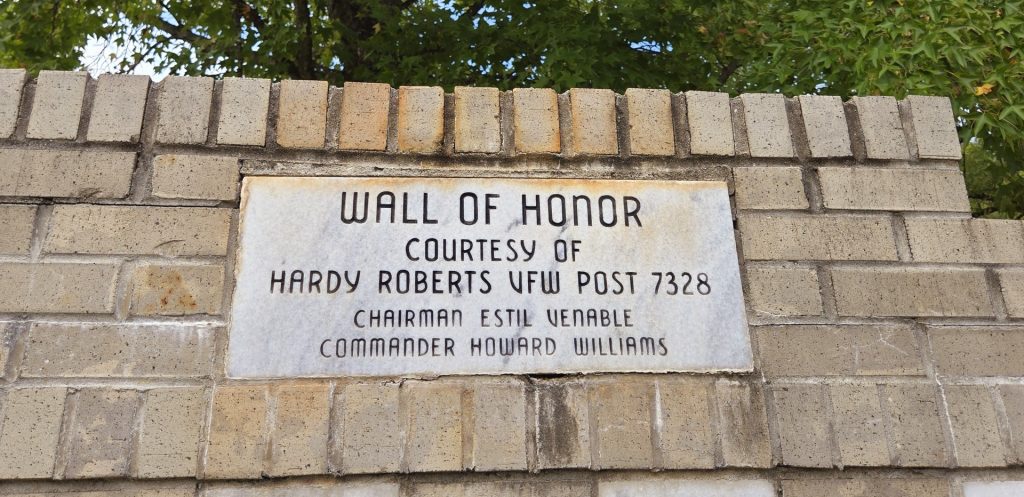 WALL OF HONOR
COURTESY OF
HARDY ROBERTS VFW POST 7328
CHAIRMAN ESTIL VENABLE
COMMANDER HOWARD WILLIAMS